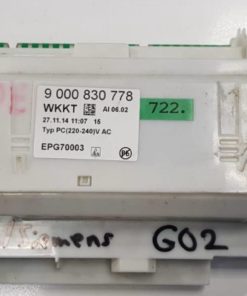 9 000 830 778
WKKT AI 06.02
722.
27.11.14 11:07 15
Typ PC(220-240)V AC
EPG70003
Siemens G02